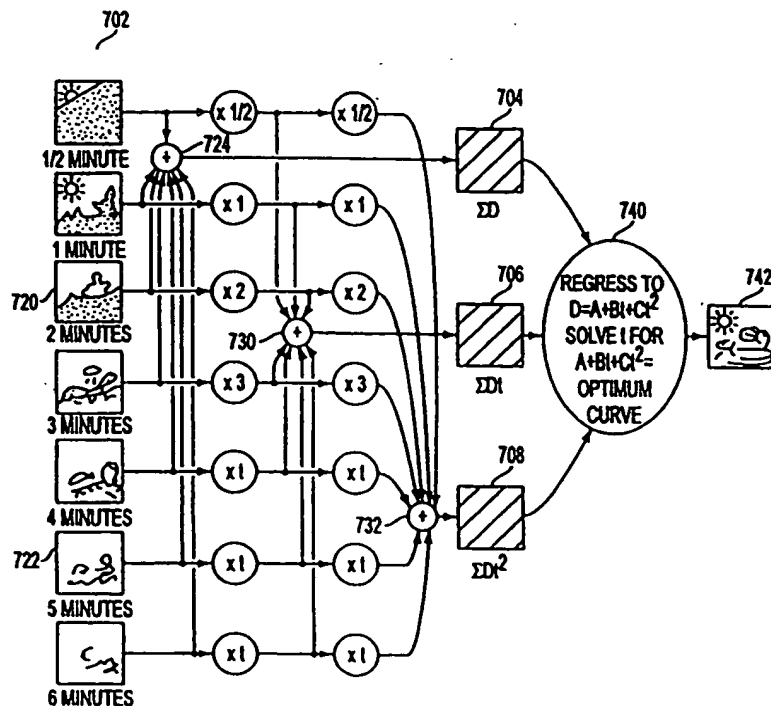 702
1/2 MINUTE
x 1/2
x 1/2
+
724
704
ΣD
1 MINUTE
x 1
x 1
720
2 MINUTES
x 2
x 2
730
+
706
ΣDt
740
REGRESS TO
D=A+Bt+Ct²
SOLVE t FOR
A+Bt+Ct²=
OPTIMUM
CURVE
742
3 MINUTES
x 3
x 3
4 MINUTES
x t
x t
732
+
708
ΣDt²
722
5 MINUTES
x t
x t
6 MINUTES
x t
x t